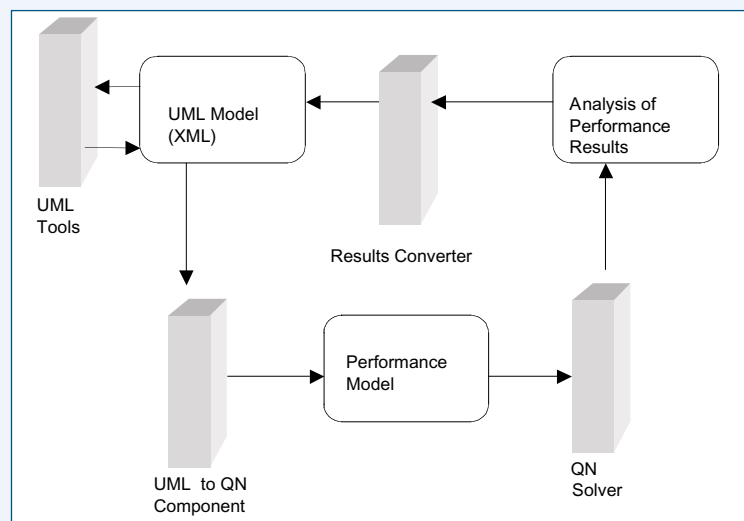 UML Model
(XML)
Analysis of
Performance
Results
UML
Tools
Results Converter
Performance
Model
UML to QN
Component
QN
Solver